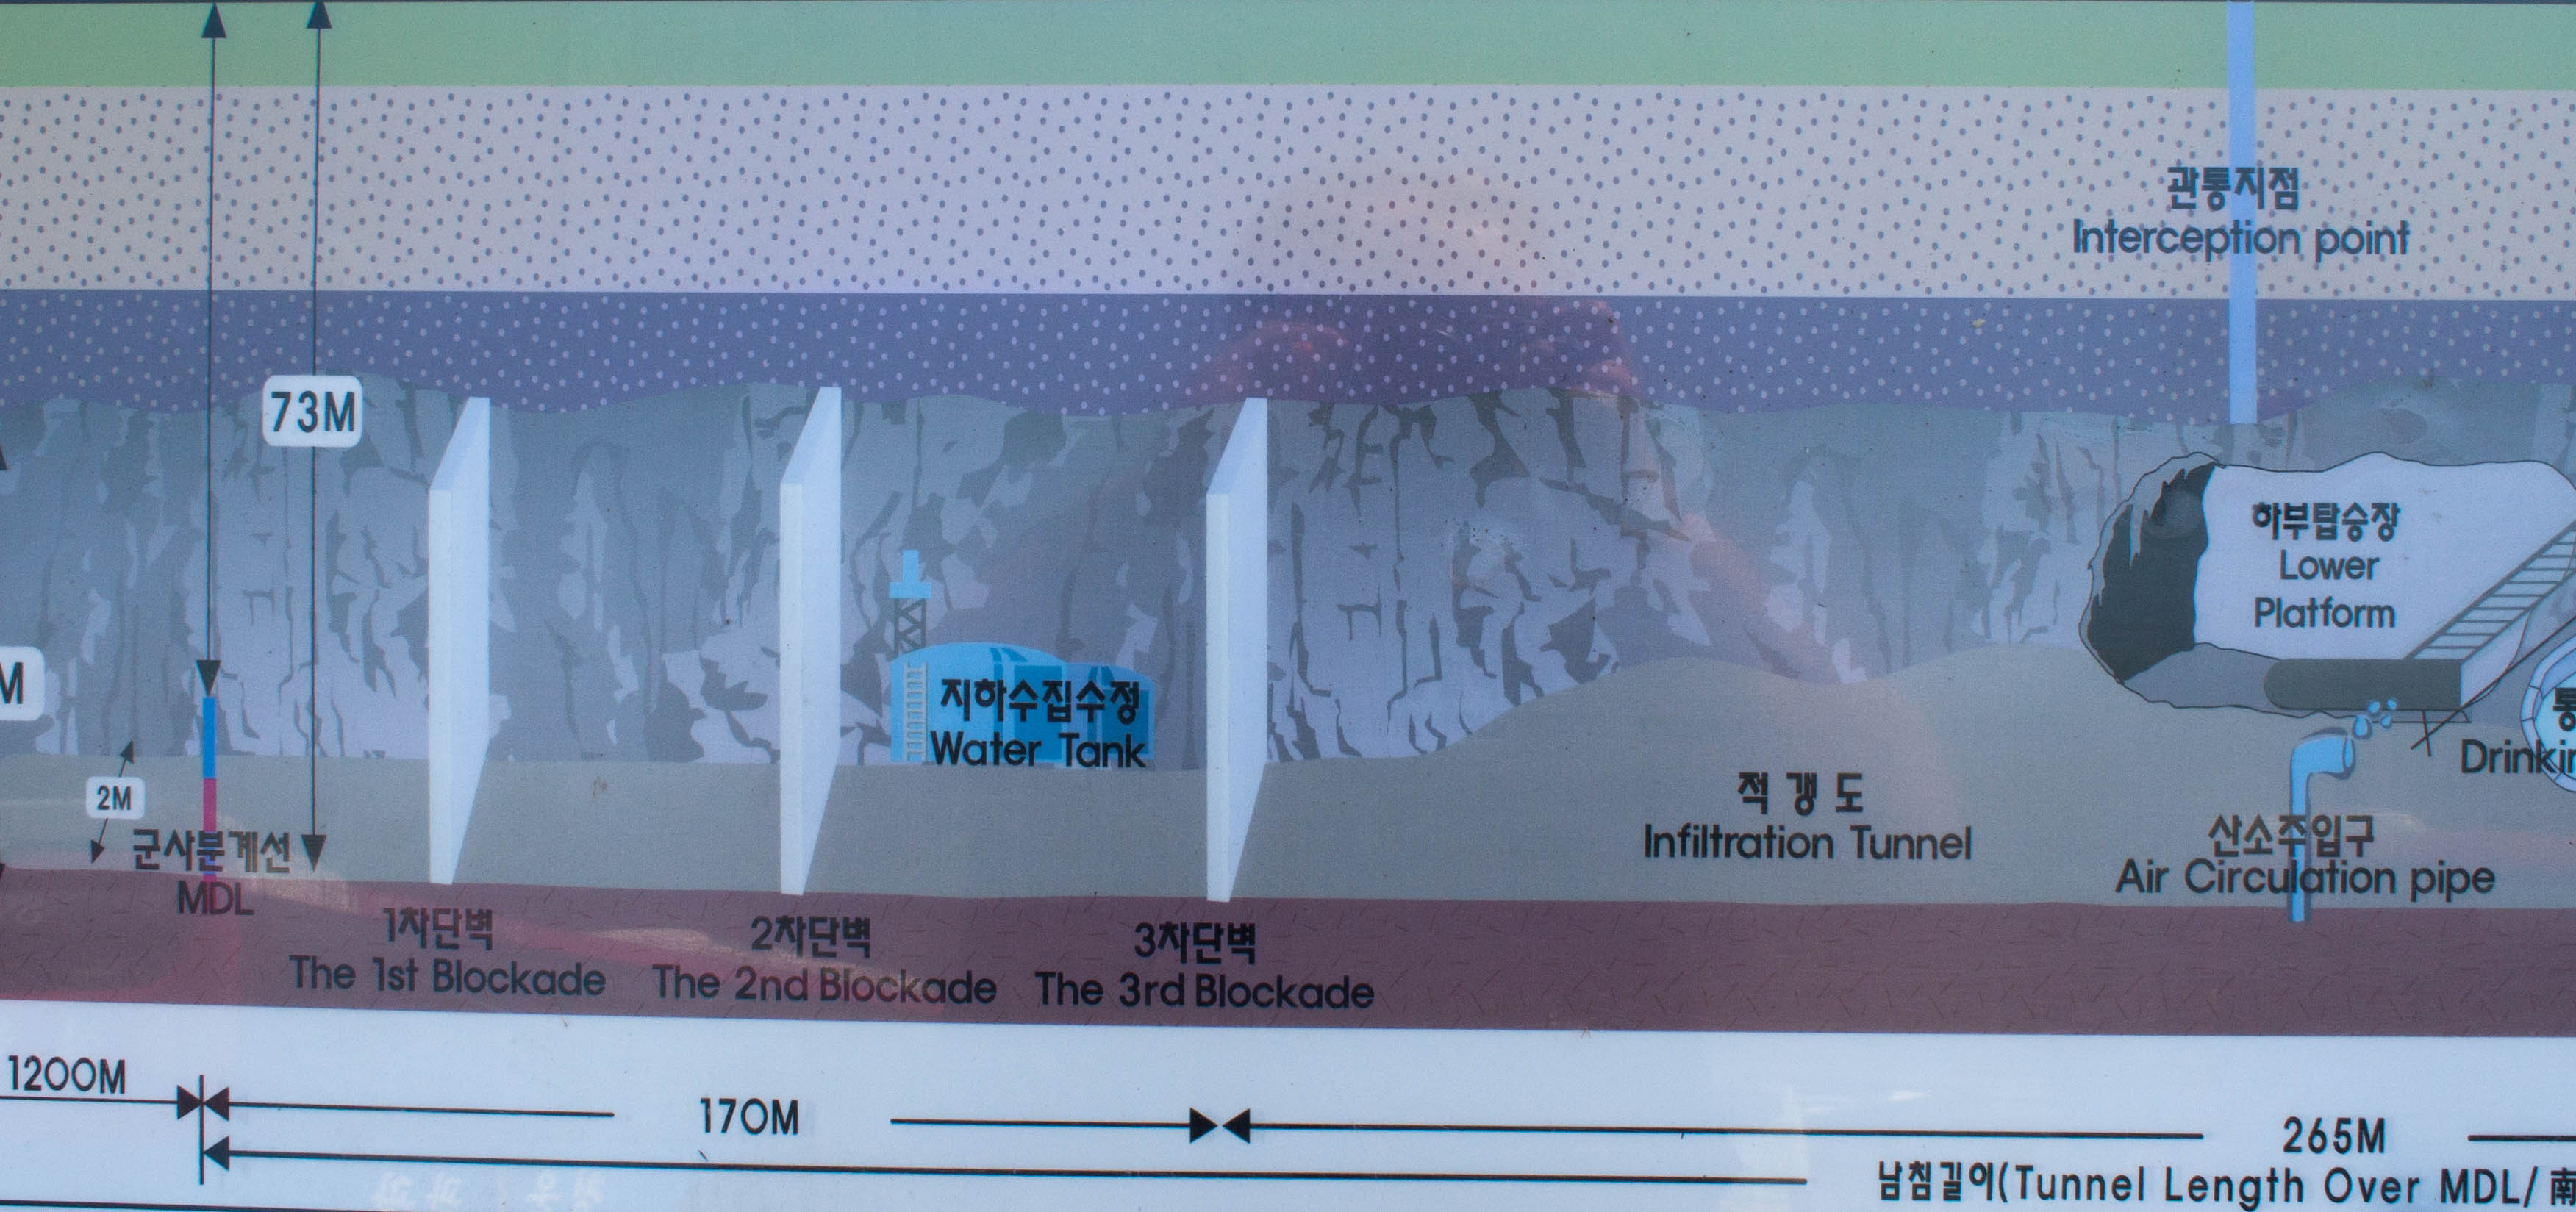 관통지점
Interception point
73M
하부탑승장
Lower
Platform
M
지하수집수정
Water Tank
2M
군사분계선
MDL
적갱도
Infiltration Tunnel
산소주입구
Air Circulation pipe
1차단벽
The 1st Blockade
2차단벽
The 2nd Blockade
3차단벽
The 3rd Blockade
1200M
170M
265M
남침길이(Tunnel Length Over MDL/南